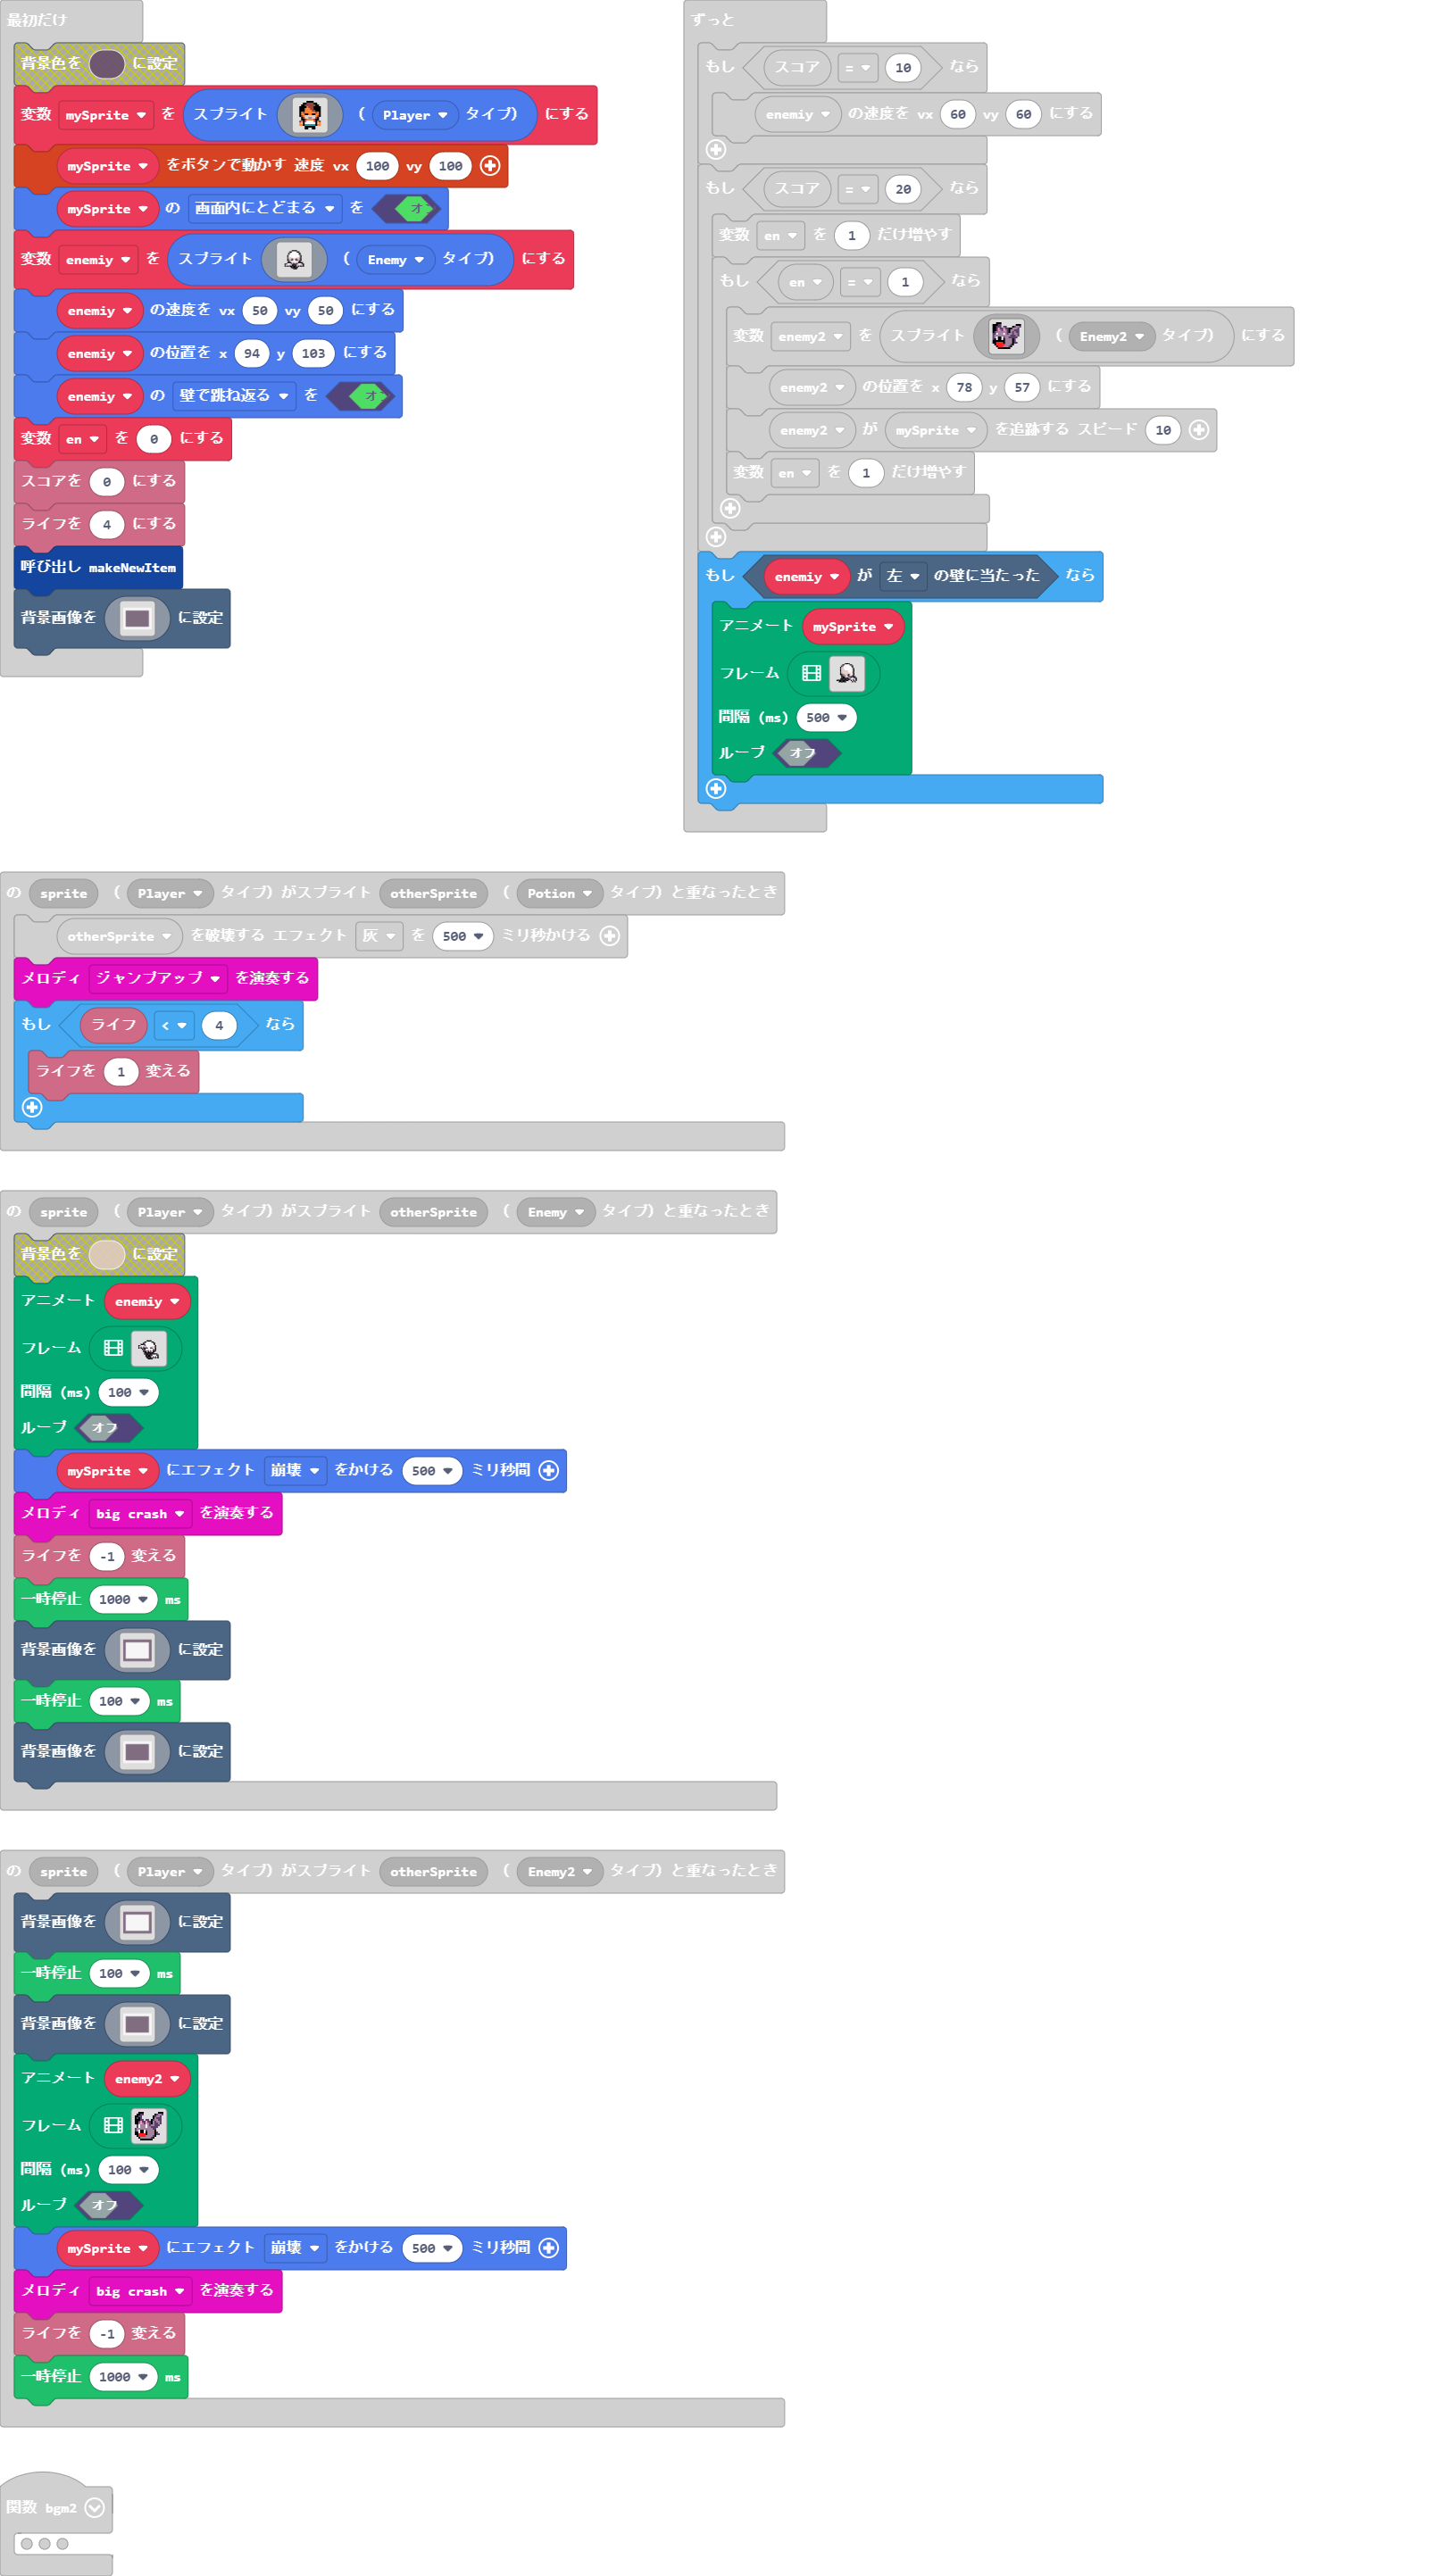 最初だけ
背景色を に設定
変数 mySprite を スプライト ( Player タイプ) にする
mySprite をボタンで動かす 速度 vx 100 vy 100
mySprite の 画面内にとどまる を オン
変数 enemiy を スプライト ( Enemy タイプ) にする
enemiy の速度を vx 50 vy 50 にする
enemiy の位置を x 94 y 103 にする
enemiy の 壁で跳ね返る を オン
変数 en を 0 にする
スコアを 0 にする
ライフを 4 にする
呼び出し makeNewItem
背景画像を に設定
ずっと
もし スコア = 10 なら
enemiy の速度を vx 60 vy 60 にする
もし スコア = 20 なら
変数 en を 1 だけ増やす
もし en = 1 なら
変数 enemy2 を スプライト ( Enemy2 タイプ) にする
enemy2 の位置を x 78 y 57 にする
enemy2 が mySprite を追跡する スピード 10
変数 en を 1 だけ増やす
もし enemiy が 左 の壁に当たった なら
アニメート mySprite
フレーム
間隔 (ms) 500
ループ オフ
の sprite ( Player タイプ) がスプライト otherSprite ( Potion タイプ) と重なったとき
otherSprite を破壊する エフェクト 灰 を 500 ミリ秒かける
メロディ ジャンプアップ を演奏する
もし ライフ < 4 なら
ライフを 1 変える
の sprite ( Player タイプ) がスプライト otherSprite ( Enemy タイプ) と重なったとき
背景色を に設定
アニメート enemiy
フレーム
間隔 (ms) 100
ループ オフ
mySprite にエフェクト 崩壊 をかける 500 ミリ秒間
メロディ big crash を演奏する
ライフを -1 変える
一時停止 1000 ms
背景画像を に設定
一時停止 100 ms
背景画像を に設定
の sprite ( Player タイプ) がスプライト otherSprite ( Enemy2 タイプ) と重なったとき
背景画像を に設定
一時停止 100 ms
背景画像を に設定
アニメート enemy2
フレーム
間隔 (ms) 100
ループ オフ
mySprite にエフェクト 崩壊 をかける 500 ミリ秒間
メロディ big crash を演奏する
ライフを -1 変える
一時停止 1000 ms
関数 bgm2